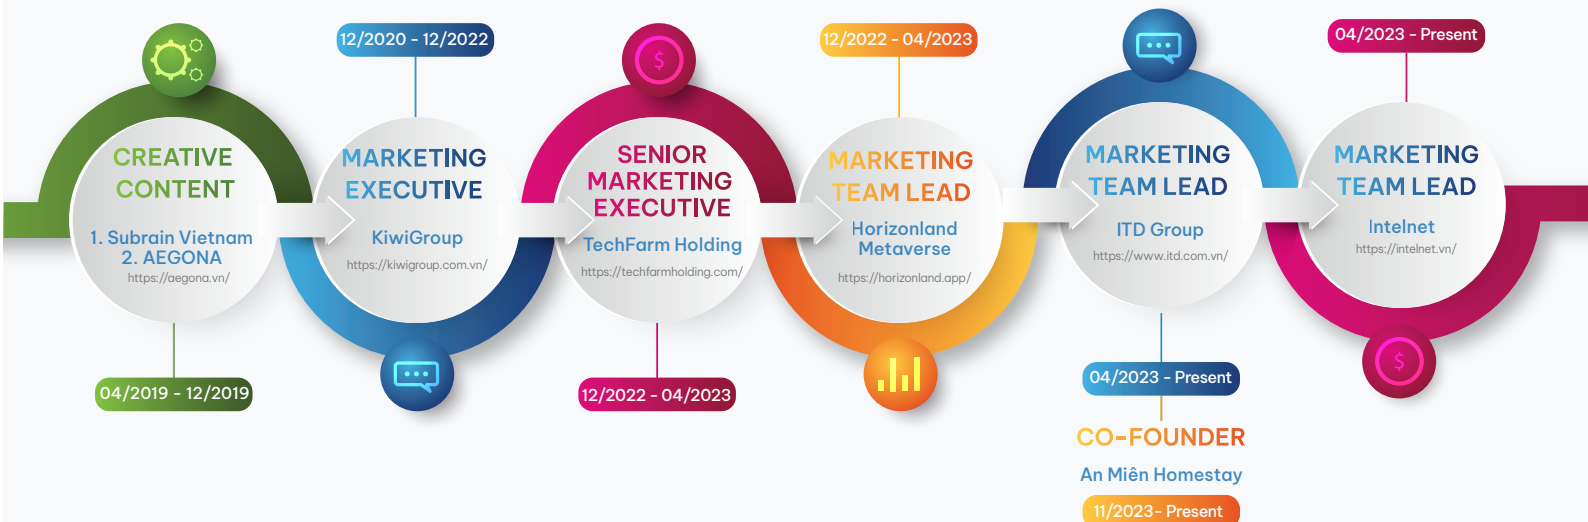 CREATIVE
CONTENT
1. Subrain Vietnam
2. AEGONA
https://aegona.vn/
04/2019 - 12/2019
12/2020 - 12/2022
MARKETING
EXECUTIVE
KiwiGroup
https://kiwigroup.com.vn/
$
SENIOR
MARKETING
EXECUTIVE
TechFarm Holding
https://techfarmholding.com/
12/2022 - 04/2023
12/2022 - 04/2023
MARKETING
TEAM LEAD
Horizonland
Metaverse
https://horizonland.app/
MARKETING
TEAM LEAD
ITD Group
https://www.itd.com.vn/
04/2023 - Present
CO-FOUNDER
An Miên Homestay
11/2023- Present
04/2023 - Present
MARKETING
TEAM LEAD
Intelnet
https://intelnet.vn/
$